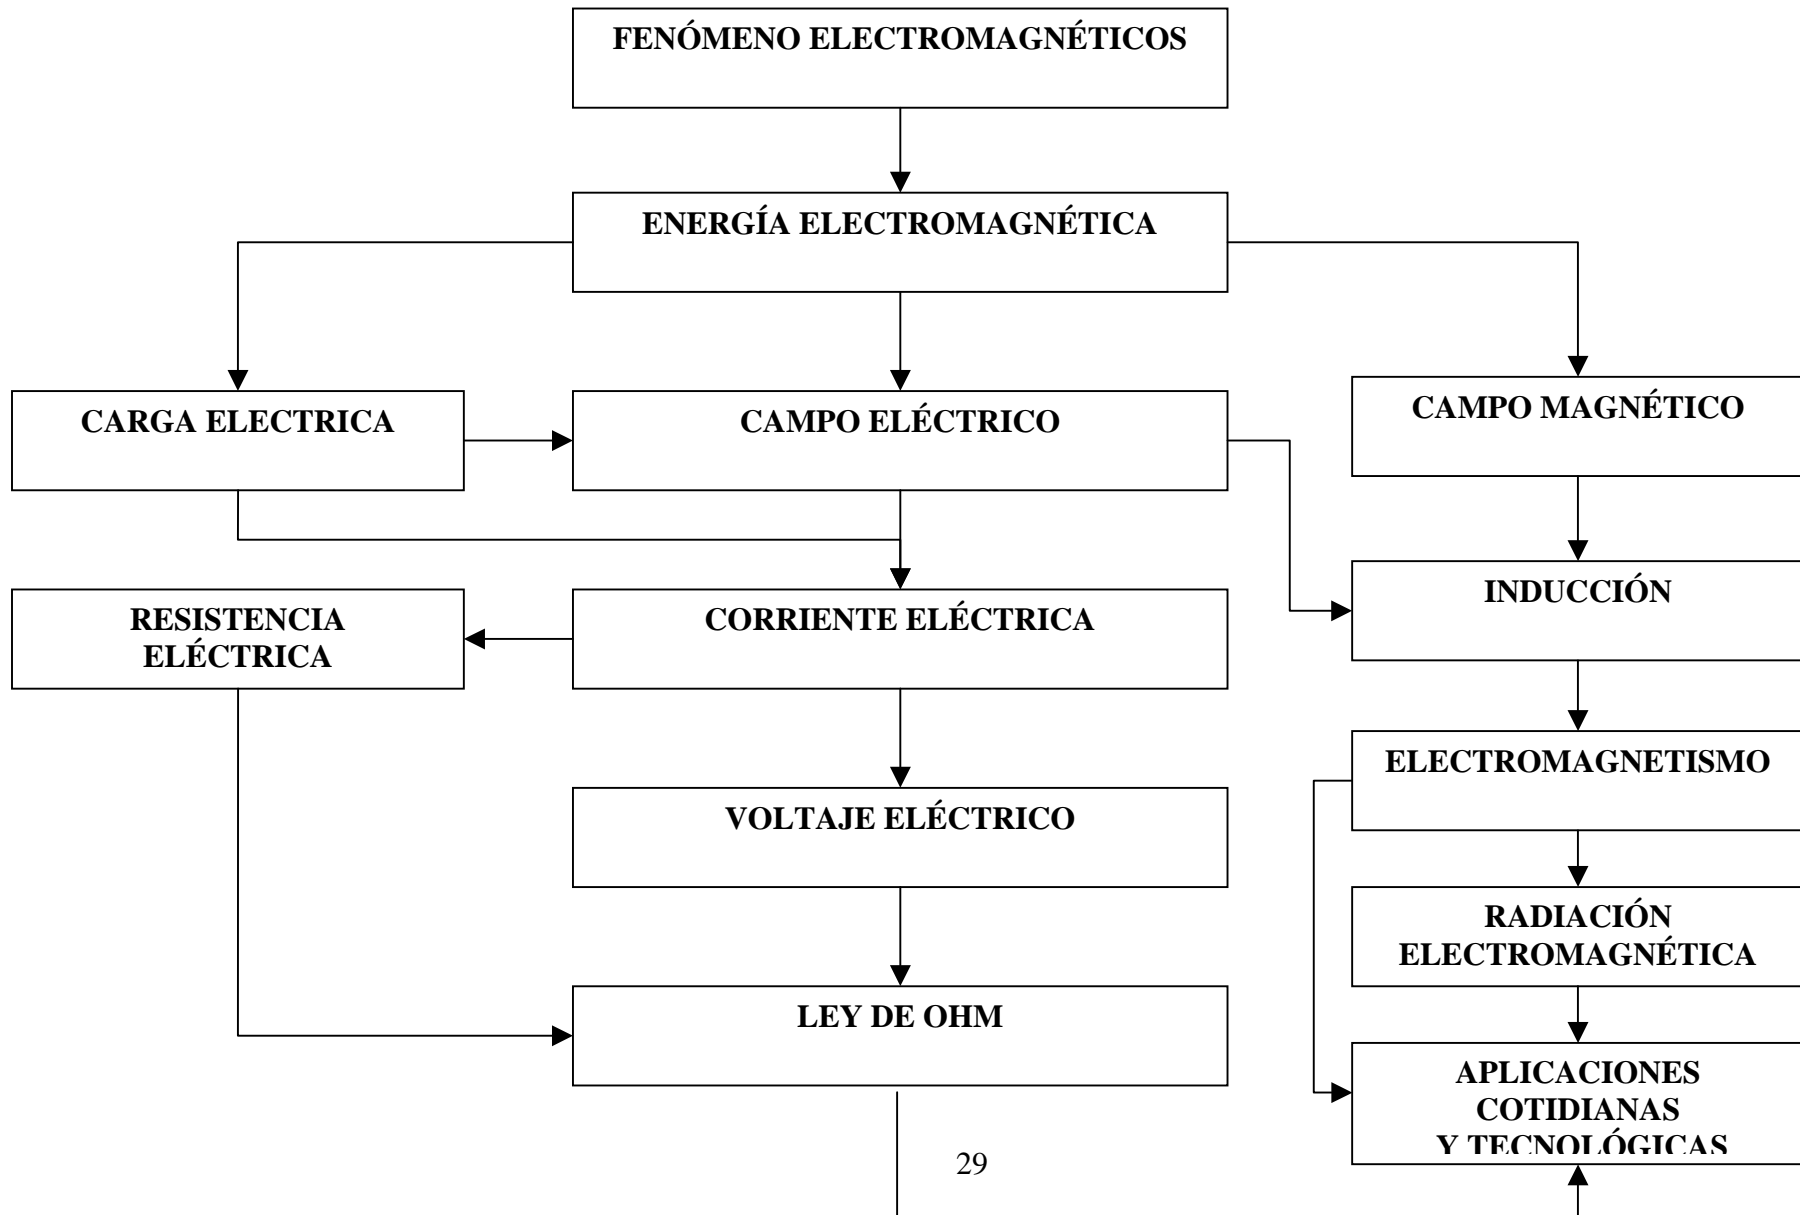 FENÓMENO ELECTROMAGNÉTICOS
ENERGÍA ELECTROMAGNÉTICA
CARGA ELECTRICA
CAMPO ELÉCTRICO
CAMPO MAGNÉTICO
RESISTENCIA
ELÉCTRICA
CORRIENTE ELÉCTRICA
INDUCCIÓN
ELECTROMAGNETISMO
VOLTAJE ELÉCTRICO
RADIACIÓN
ELECTROMAGNÉTICA
LEY DE OHM
APLICACIONES
COTIDIANAS
Y TECNOLÓGICAS
29